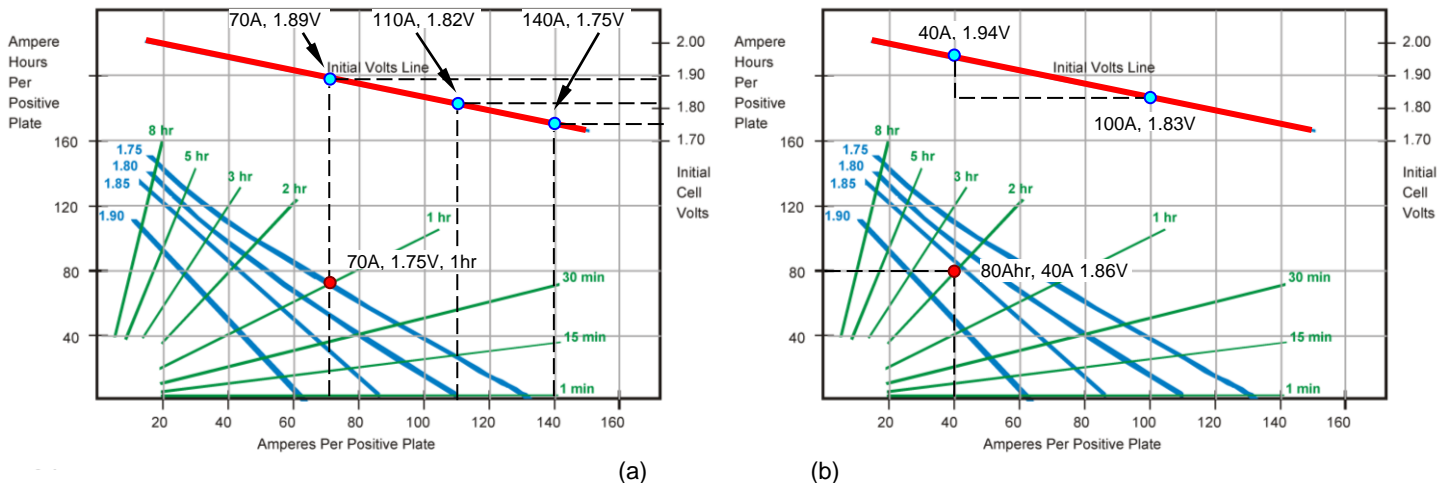 70A, 1.89V
110A, 1.82V
140A, 1.75V
Ampere
Hours
Per
Positive
Plate
Initial Volts Line
2.00
1.90
1.80
1.70
Initial
Cell
Volts
160
120
80
40
8 hr
5 hr
3 hr
2 hr
1 hr
30 min
15 min
1 min
1.75
1.80
1.85
1.90
70A, 1.75V, 1hr
20
40
60
80
100
120
140
160
Amperes Per Positive Plate
(a)
40A, 1.94V
Ampere
Hours
Per
Positive
Plate
Initial Volts Line
100A, 1.83V
2.00
1.90
1.80
1.70
Initial
Cell
Volts
160
120
80
40
8 hr
5 hr
3 hr
2 hr
1 hr
30 min
15 min
1 min
1.75
1.80
1.85
1.90
80Ahr, 40A 1.86V
20
40
60
80
100
120
140
160
Amperes Per Positive Plate
(b)